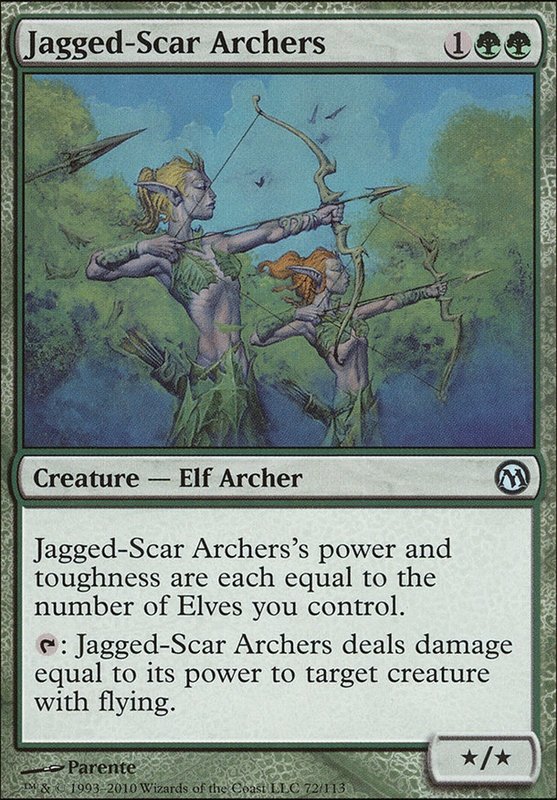 Jagged-Scar Archers 1
Creature — Elf Archer
Jagged-Scar Archers's power and
toughness are each equal to the
number of Elves you control.
: Jagged-Scar Archers deals damage
equal to its power to target creature
with flying.
★/★
Parente
™ & © 1993–2010 Wizards of the Coast LLC 72/113